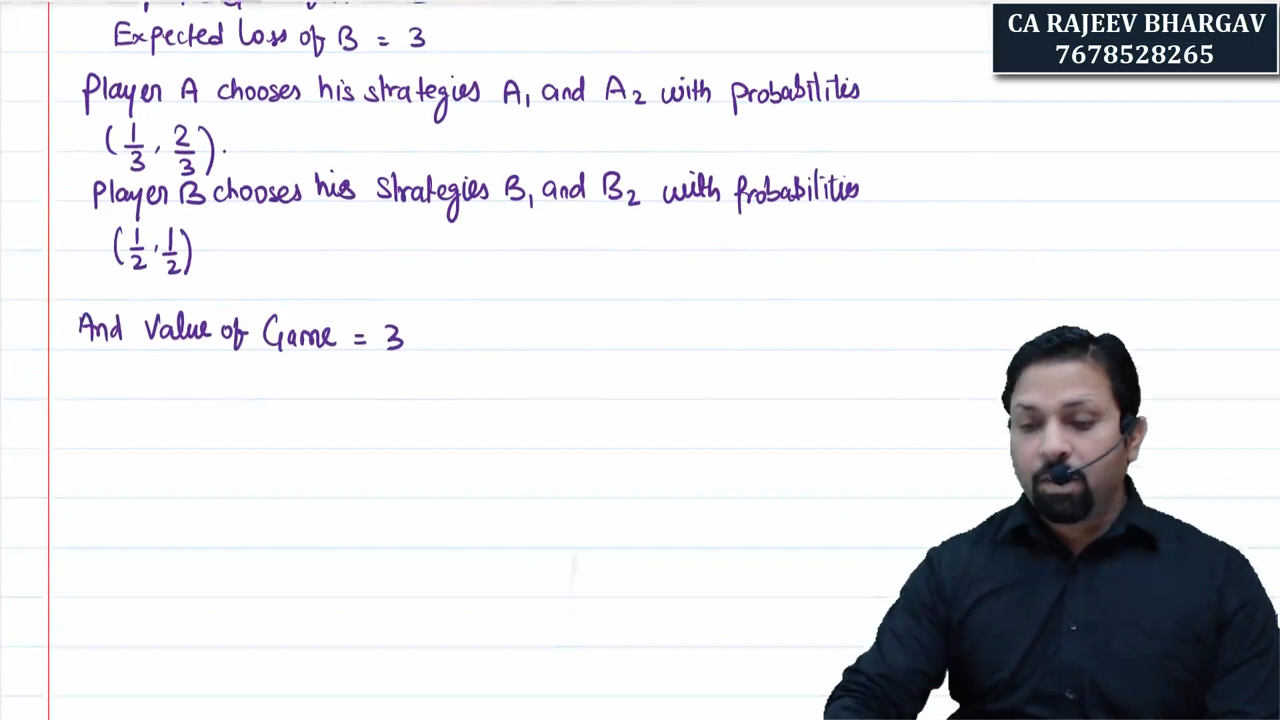 CA RAJEEV BHARGAV
7678528265
Expected Loss of B = 3
Player A chooses his strategies A₁ and A₂ with probabilities
(1/3, 2/3).
Player B chooses his strategies B₁ and B₂ with probabilities
(1/2, 1/2)
And Value of Game = 3